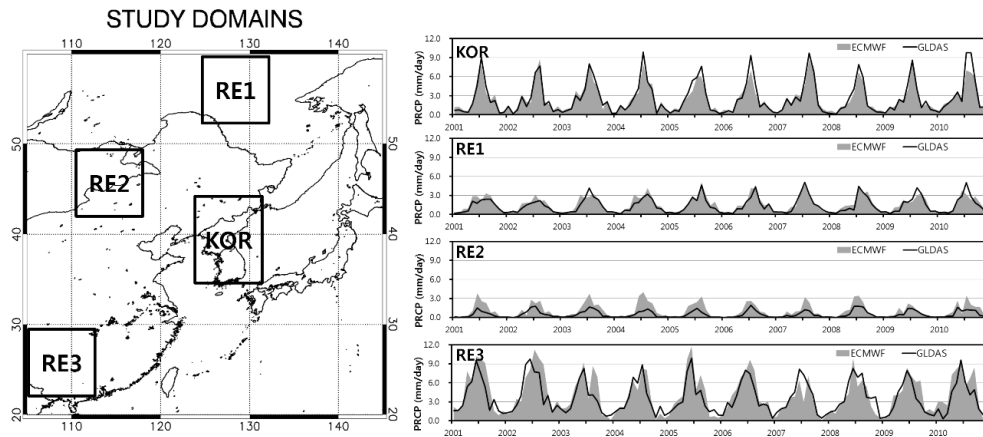 STUDY DOMAINS
110 120 130 140
RE1
50 50
RE2
40 40
KOR
30 30
RE3
20 20
110 120 130 140
KOR
ECMWF GLDAS
PRCP (mm/day)
12.0
9.0
6.0
3.0
0.0
2001 2002 2003 2004 2005 2006 2007 2008 2009 2010
RE1
ECMWF GLDAS
PRCP (mm/day)
12.0
9.0
6.0
3.0
0.0
2001 2002 2003 2004 2005 2006 2007 2008 2009 2010
RE2
ECMWF GLDAS
PRCP (mm/day)
12.0
9.0
6.0
3.0
0.0
2001 2002 2003 2004 2005 2006 2007 2008 2009 2010
RE3
ECMWF GLDAS
PRCP (mm/day)
12.0
9.0
6.0
3.0
0.0
2001 2002 2003 2004 2005 2006 2007 2008 2009 2010